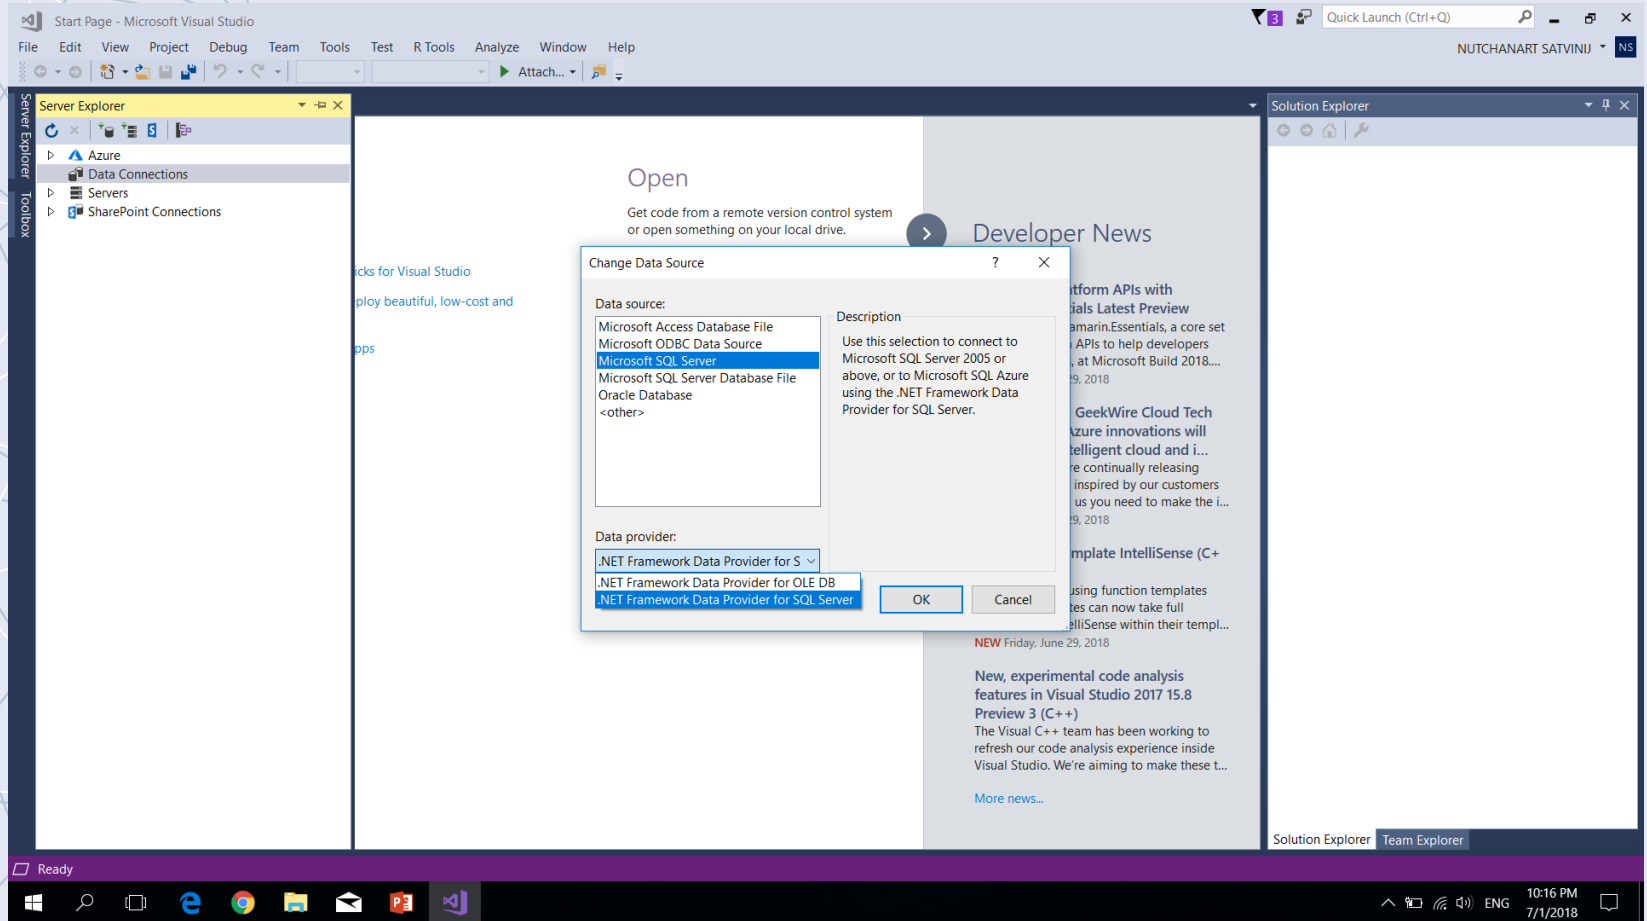 Start Page - Microsoft Visual Studio
3
Quick Launch (Ctrl+Q)
File Edit View Project Debug Team Tools Test R Tools Analyze Window Help
NUTCHANART SATVINIJ NS
Attach...
Server Explorer
Toolbox
Server Explorer
Azure
Data Connections
Servers
SharePoint Connections
Open
Get code from a remote version control system
or open something on your local drive.
icks for Visual Studio
ploy beautiful, low-cost and
pps
Change Data Source
?
Data source:
Microsoft Access Database File
Microsoft ODBC Data Source
Microsoft SQL Server
Microsoft SQL Server Database File
Oracle Database
<other>
Description
Use this selection to connect to
Microsoft SQL Server 2005 or
above, or to Microsoft SQL Azure
using the .NET Framework Data
Provider for SQL Server.
Data provider:
.NET Framework Data Provider for S
.NET Framework Data Provider for OLE DB
.NET Framework Data Provider for SQL Server
OK
Cancel
Developer News
tform APIs with
ials Latest Preview
amarin.Essentials, a core set
APIs to help developers
, at Microsoft Build 2018....
29, 2018
GeekWire Cloud Tech
Azure innovations will
telligent cloud and i...
re continually releasing
inspired by our customers
us you need to make the i...
29, 2018
mplate IntelliSense (C+
using function templates
tes can now take full
elliSense within their templ...
NEW Friday, June 29, 2018
New, experimental code analysis
features in Visual Studio 2017 15.8
Preview 3 (C++)
The Visual C++ team has been working to
refresh our code analysis experience inside
Visual Studio. We're aiming to make these t...
More news...
Solution Explorer
Solution Explorer
Team Explorer
Ready
ENG
10:16 PM
7/1/2018